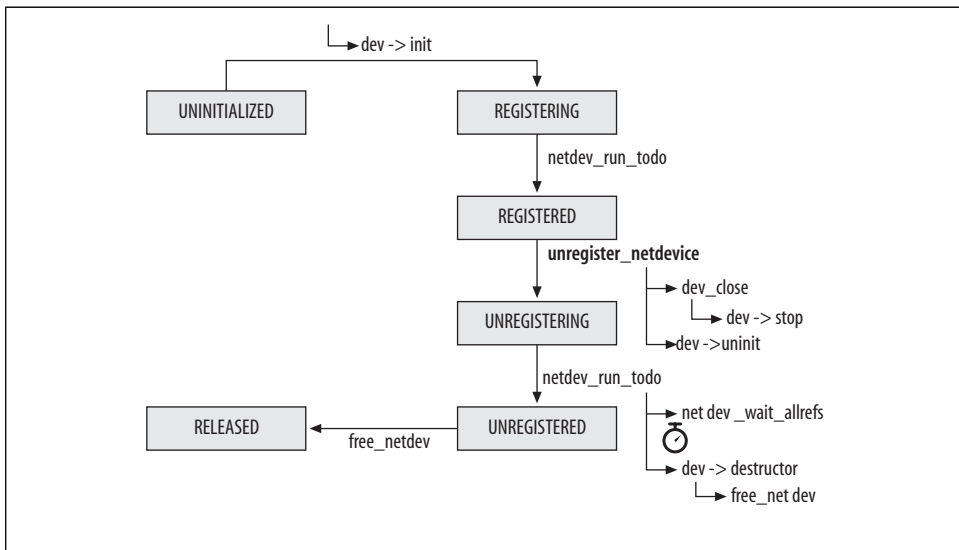 dev -> init
UNINITIALIZED
REGISTERING
netdev_run_todo
REGISTERED
unregister_netdevice
dev_close
dev -> stop
dev ->uninit
UNREGISTERING
netdev_run_todo
net dev _wait_allrefs
RELEASED
free_netdev
UNREGISTERED
dev -> destructor
free_net dev